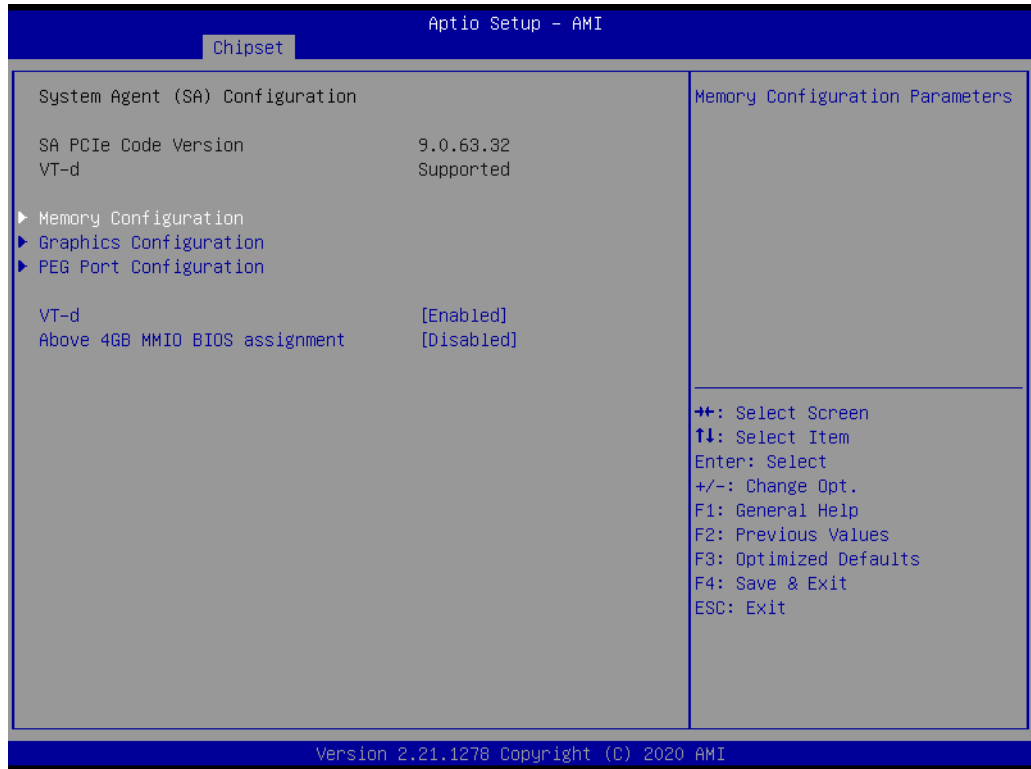 Aptio Setup – AMI
Chipset
System Agent (SA) Configuration
SA PCIe Code Version 9.0.63.32
VT-d Supported
▶ Memory Configuration
▶ Graphics Configuration
▶ PEG Port Configuration
VT-d [Enabled]
Above 4GB MMIO BIOS assignment [Disabled]
Memory Configuration Parameters
→←: Select Screen
↑↓: Select Item
Enter: Select
+/-: Change Opt.
F1: General Help
F2: Previous Values
F3: Optimized Defaults
F4: Save & Exit
ESC: Exit
Version 2.21.1278 Copyright (C) 2020 AMI